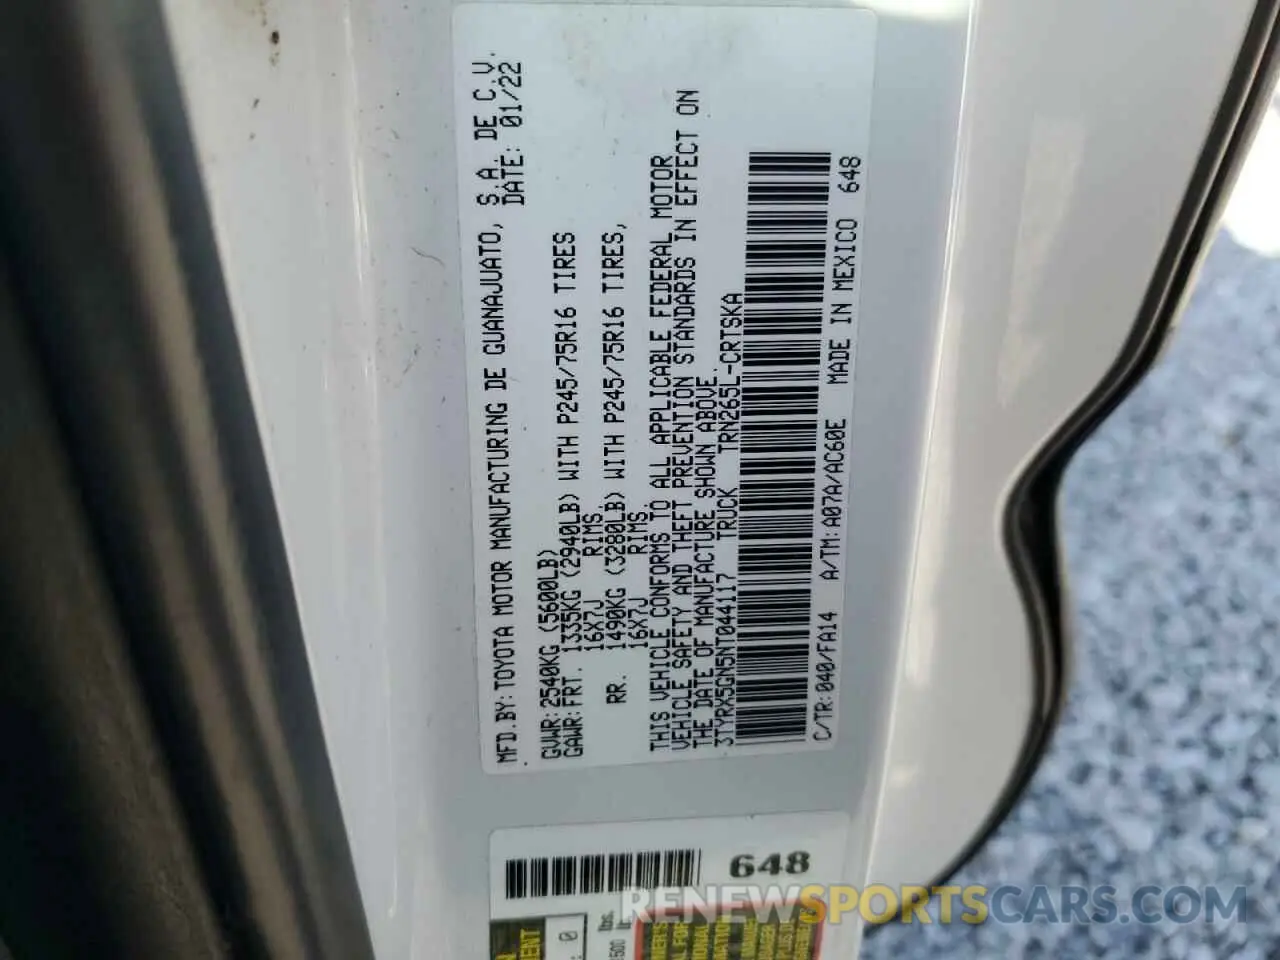 MFD.BY:TOYOTA MOTOR MANUFACTURING DE GUANAJUATO, S.A. DE C.V.
DATE: 01/22
GVWR:2540KG (5600LB)
GAWR:FRT. 1335KG (2940LB) WITH P245/75R16 TIRES
16X7J RIMS,
RR. 1490KG (3280LB) WITH P245/75R16 TIRES,
16X7J RIMS
THIS VEHICLE CONFORMS TO ALL APPLICABLE FEDERAL MOTOR
VEHICLE SAFETY AND THEFT PREVENTION STANDARDS IN EFFECT ON
THE DATE OF MANUFACTURE SHOWN ABOVE.
3TYRX5GN5NT044117 TRUCK TRN265L-CRTSKA
C/TR:040/FA14 A/TM:A07A/AC60E MADE IN MEXICO 648
648
RENEWSPORTSCARS.COM